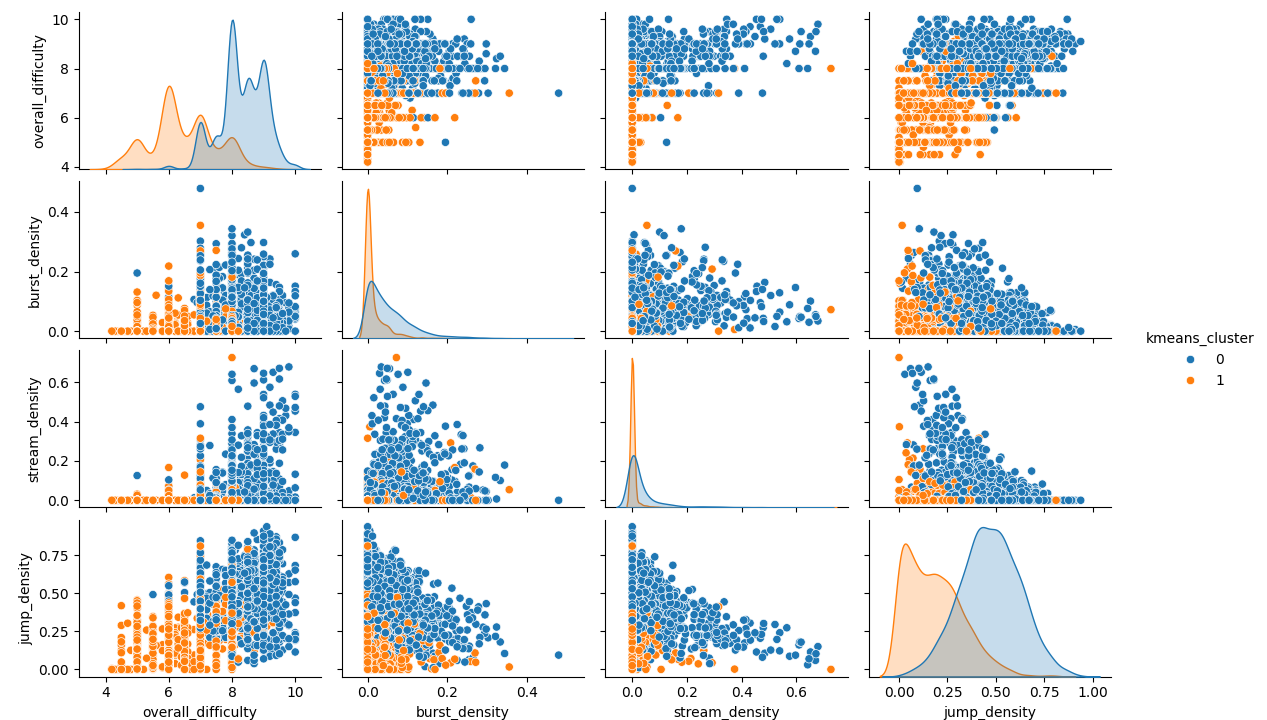 10
8
6
4
overall_difficulty
0.4
0.2
0.0
burst_density
kmeans_cluster
0
1
0.6
0.4
0.2
0.0
stream_density
0.75
0.50
0.25
0.00
jump_density
4 6 8 10
0.0 0.2 0.4
0.0 0.2 0.4 0.6
0.00 0.25 0.50 0.75 1.00
overall_difficulty
burst_density
stream_density
jump_density